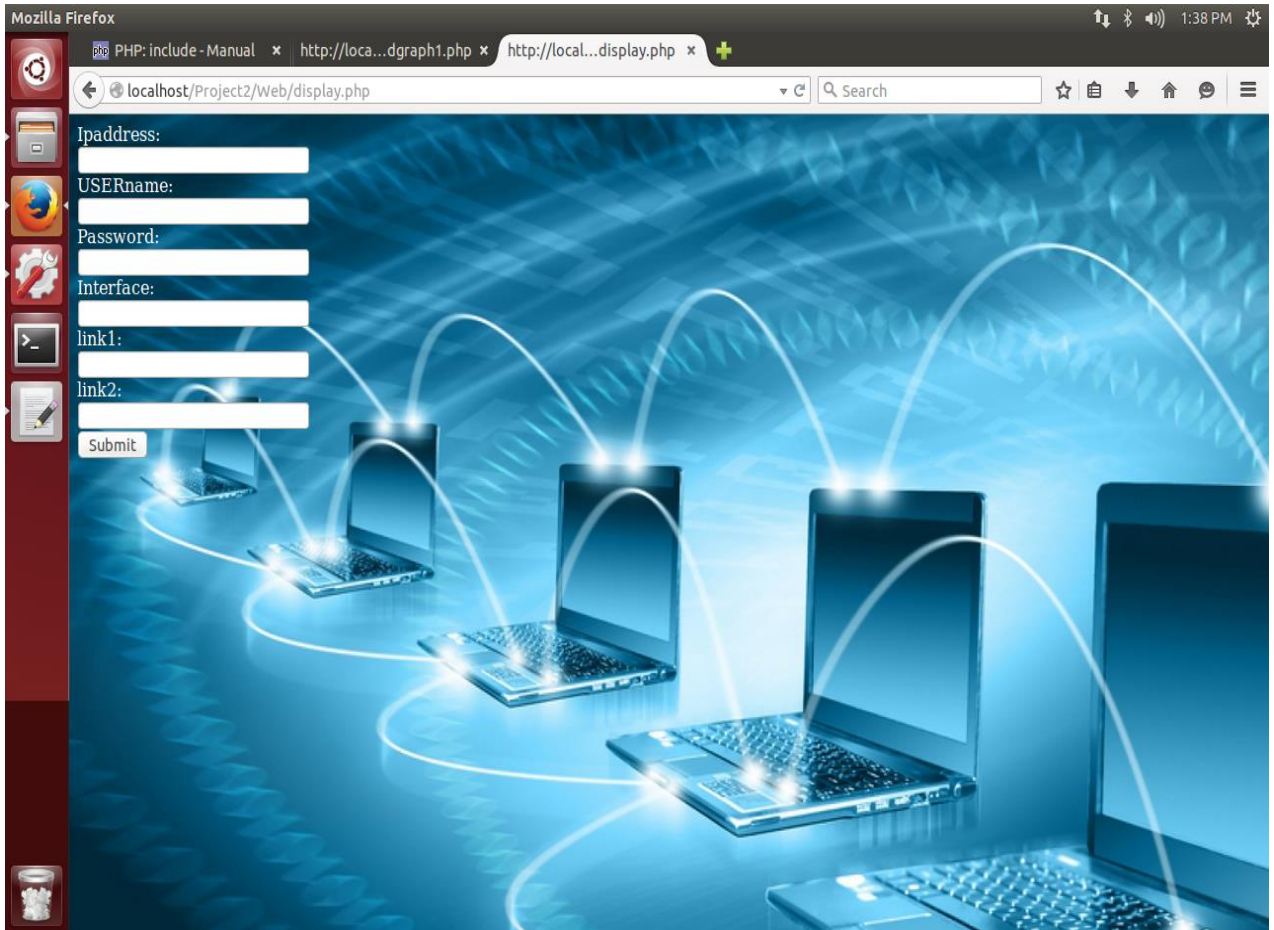 Mozilla Firefox 1:38 PM
php PHP: include - Manual × http://loca...dgraph1.php × http://local...display.php ×
localhost/Project2/Web/display.php Search
Ipaddress:
USERname:
Password:
Interface:
link1:
link2:
Submit